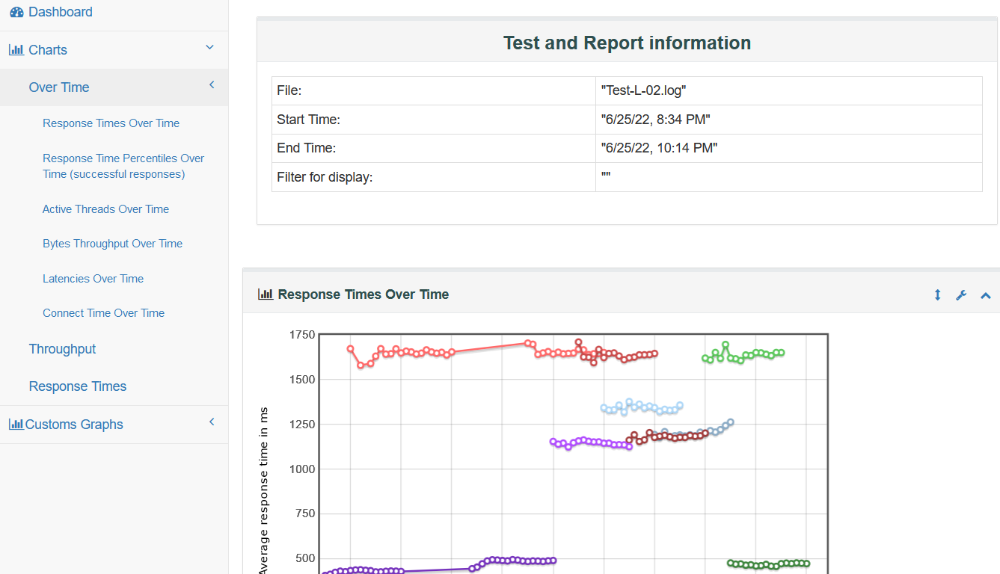 Dashboard
Charts
Over Time
Response Times Over Time
Response Time Percentiles Over
Time (successful responses)
Active Threads Over Time
Bytes Throughput Over Time
Latencies Over Time
Connect Time Over Time
Throughput
Response Times
Customs Graphs
Test and Report information
File: "Test-L-02.log"
Start Time: "6/25/22, 8:34 PM"
End Time: "6/25/22, 10:14 PM"
Filter for display: ""
Response Times Over Time
Average response time in ms
1750
1500
1250
1000
750
500